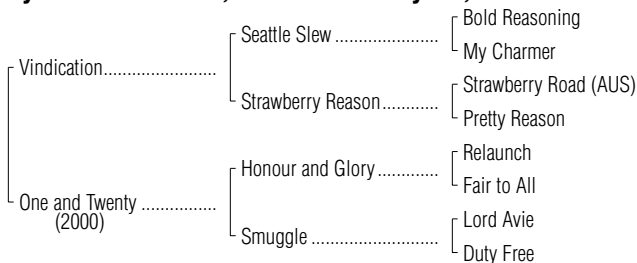 Bold Reasoning
Seattle Slew ........................
My Charmer
Vindication..........................
Strawberry Road (AUS)
Strawberry Reason.............
Pretty Reason
Relaunch
Honour and Glory ..............
Fair to All
One and Twenty .................
(2000)
Lord Avie
Smuggle .............................
Duty Free